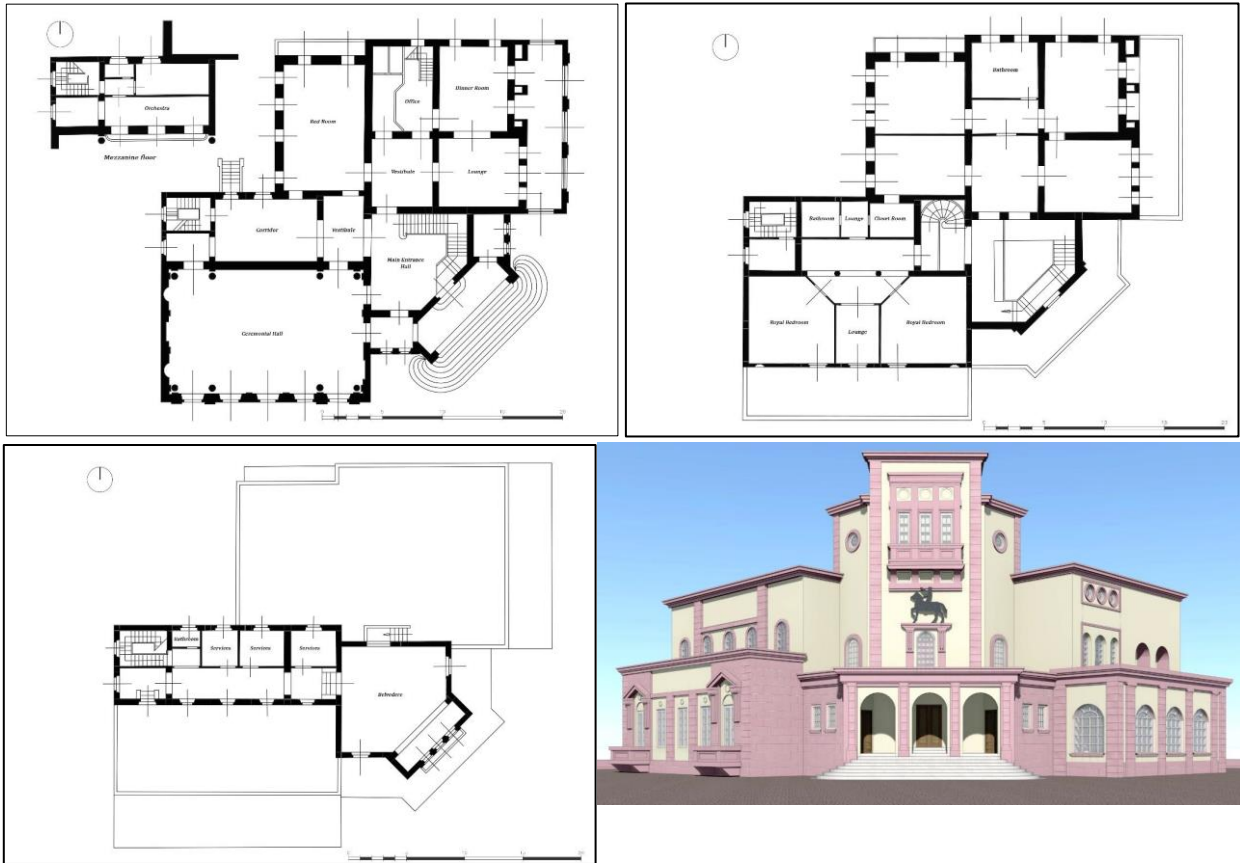 Orchestra
Mezzanine floor
Red Room
Office
Dinner Room
Vestibule
Lounge
Corridor
Vestibule
Main Entrance
Hall
Ceremonial Hall
Bathroom
Bathroom
Lounge
Closet Room
Royal Bedroom
Lounge
Royal Bedroom
Bathroom
Services
Services
Services
Belvedere